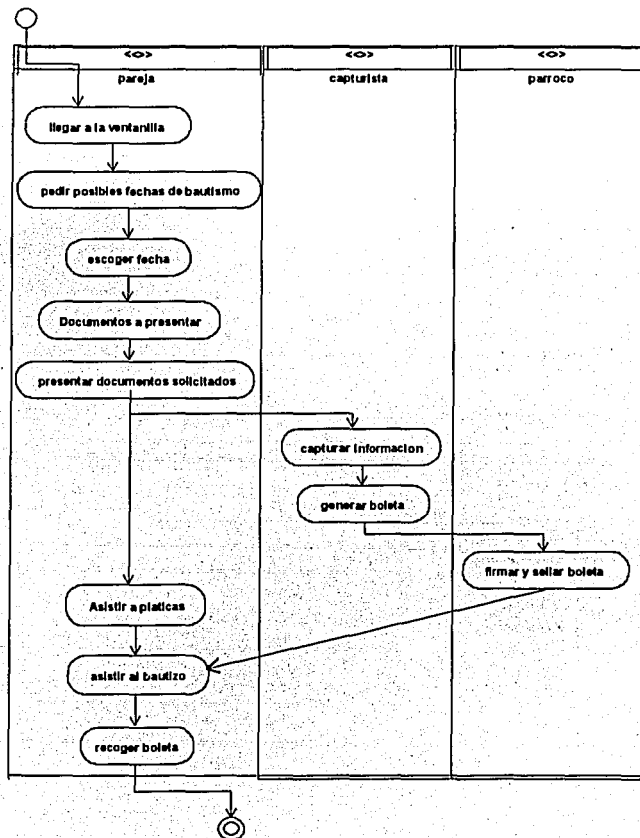 <<>> <<>> <<>>
pareja capturista parroco
llegar a la ventanilla
pedir posibles fechas de bautismo
escoger fecha
Documentos a presentar
presentar documentos solicitados
capturar informacion
generar boleta
firmar y sellar boleta
Asistir a platicas
asistir al bautizo
recoger boleta